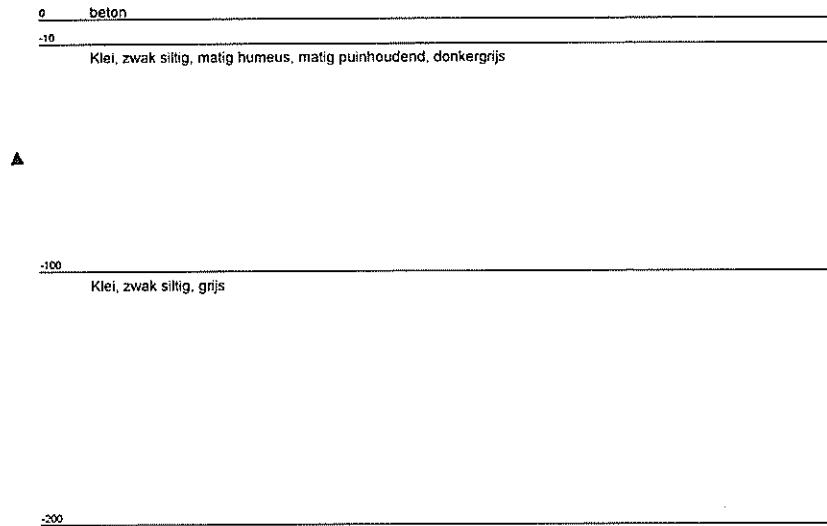 0 beton
-10
Klei, zwak siltig, matig humeus, matig puinhoudend, donkergrijs
-100
Klei, zwak siltig, grijs
-200